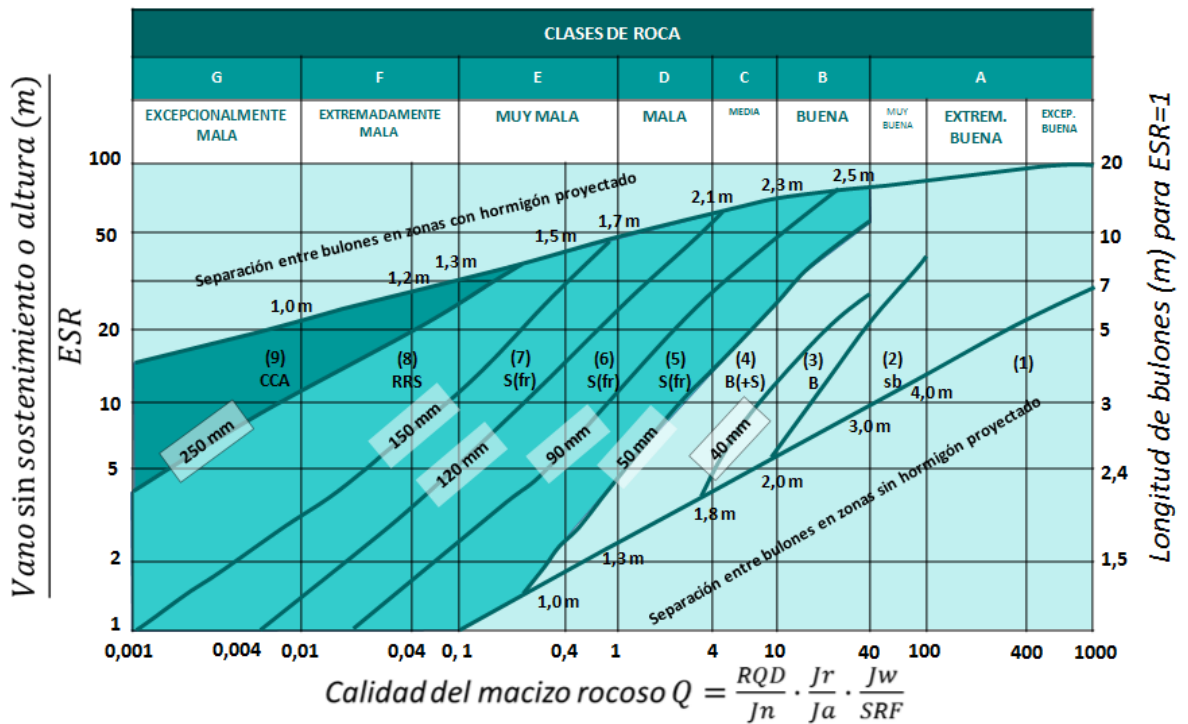 CLASES DE ROCA
G F E D C B A
EXCEPCIONALMENTE
MALA
EXTREMADAMENTE
MALA
MUY MALA
MALA
MEDIA
BUENA
MUY
BUENA
EXTREM.
BUENA
EXCEP.
BUENA
Vano sin sostenimiento o altura (m)
ESR
100
50
20
10
5
2
1
Separación entre bulones en zonas con hormigón proyectado
1,0 m
1,2 m
1,3 m
1,5 m
1,7 m
2,1 m
2,3 m
2,5 m
(9)
CCA
(8)
RRS
(7)
S(fr)
(6)
S(fr)
(5)
S(fr)
(4)
B(+S)
(3)
B
(2)
sb
(1)
250 mm
150 mm
120 mm
90 mm
50 mm
40 mm
4,0 m
3,0 m
2,0 m
1,8 m
1,3 m
1,0 m
Separación entre bulones en zonas sin hormigón proyectado
20
10
7
5
3
2,4
1,5
Longitud de bulones (m) para ESR=1
0,001 0,004 0,01 0,04 0, 1 0,4 1 4 10 40 100 400 1000
Calidad del macizo rocoso Q = RQD/Jn · Jr/Ja · Jw/SRF